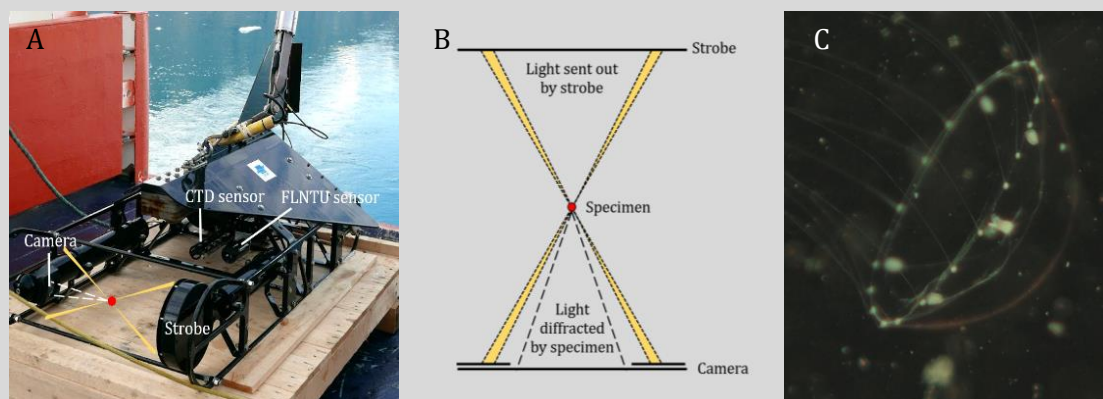 A
CTD sensor
FLNTU sensor
Camera
Strobe
B
Strobe
Light sent out
by strobe
Specimen
Light
diffracted
by specimen
Camera
C